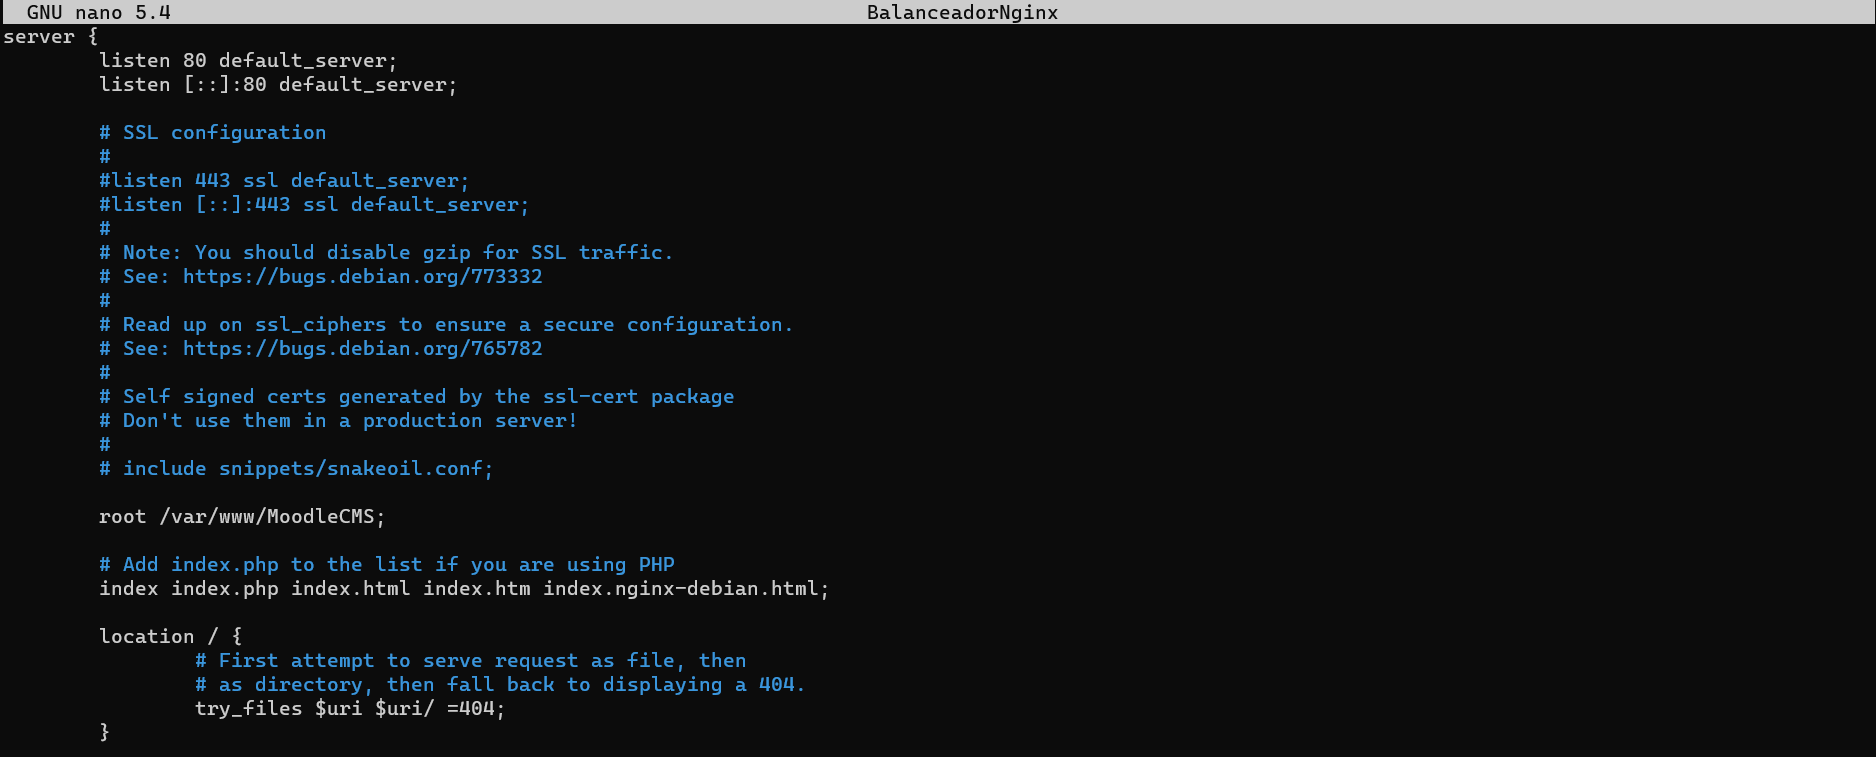 GNU nano 5.4 BalanceadorNginx
server {
listen 80 default_server;
listen [::]:80 default_server;
# SSL configuration
#
#listen 443 ssl default_server;
#listen [::]:443 ssl default_server;
#
# Note: You should disable gzip for SSL traffic.
# See: https://bugs.debian.org/773332
#
# Read up on ssl_ciphers to ensure a secure configuration.
# See: https://bugs.debian.org/765782
#
# Self signed certs generated by the ssl-cert package
# Don't use them in a production server!
#
# include snippets/snakeoil.conf;
root /var/www/MoodleCMS;
# Add index.php to the list if you are using PHP
index index.php index.html index.htm index.nginx-debian.html;
location / {
# First attempt to serve request as file, then
# as directory, then fall back to displaying a 404.
try_files $uri $uri/ =404;
}